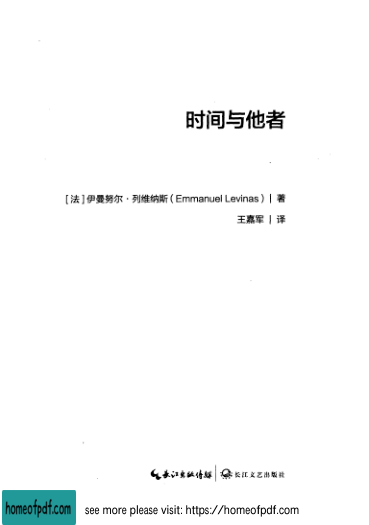 时间与他者
[法]伊曼努尔·列维纳斯（Emmanuel Levinas）| 著
王嘉军 | 译
长江出版传媒 | 长江文艺出版社
homeofpdf.com
see more please visit: https://homeofpdf.com